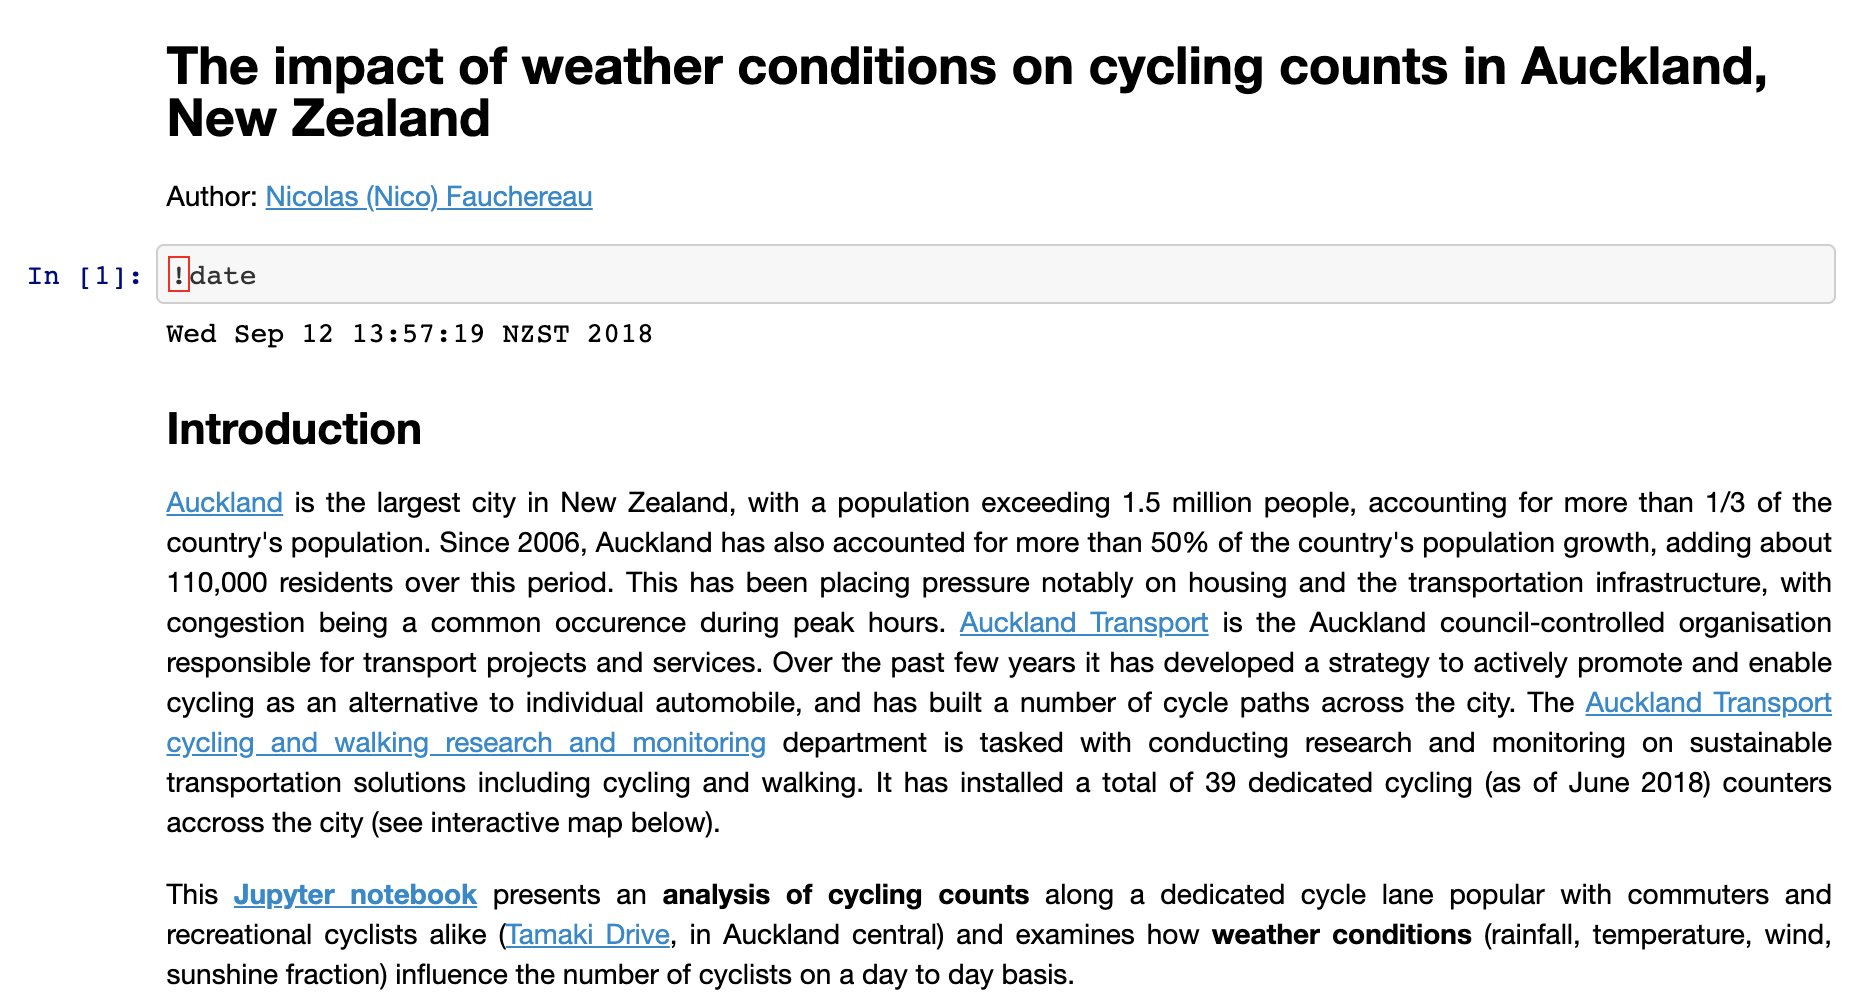 The impact of weather conditions on cycling counts in Auckland,
New Zealand
Author: Nicolas (Nico) Fauchereau
In [1]: !date
Wed Sep 12 13:57:19 NZST 2018
Introduction
Auckland is the largest city in New Zealand, with a population exceeding 1.5 million people, accounting for more than 1/3 of the
country's population. Since 2006, Auckland has also accounted for more than 50% of the country's population growth, adding about
110,000 residents over this period. This has been placing pressure notably on housing and the transportation infrastructure, with
congestion being a common occurence during peak hours. Auckland Transport is the Auckland council-controlled organisation
responsible for transport projects and services. Over the past few years it has developed a strategy to actively promote and enable
cycling as an alternative to individual automobile, and has built a number of cycle paths across the city. The Auckland Transport
cycling and walking research and monitoring department is tasked with conducting research and monitoring on sustainable
transportation solutions including cycling and walking. It has installed a total of 39 dedicated cycling (as of June 2018) counters
accross the city (see interactive map below).
This Jupyter notebook presents an analysis of cycling counts along a dedicated cycle lane popular with commuters and
recreational cyclists alike (Tamaki Drive, in Auckland central) and examines how weather conditions (rainfall, temperature, wind,
sunshine fraction) influence the number of cyclists on a day to day basis.